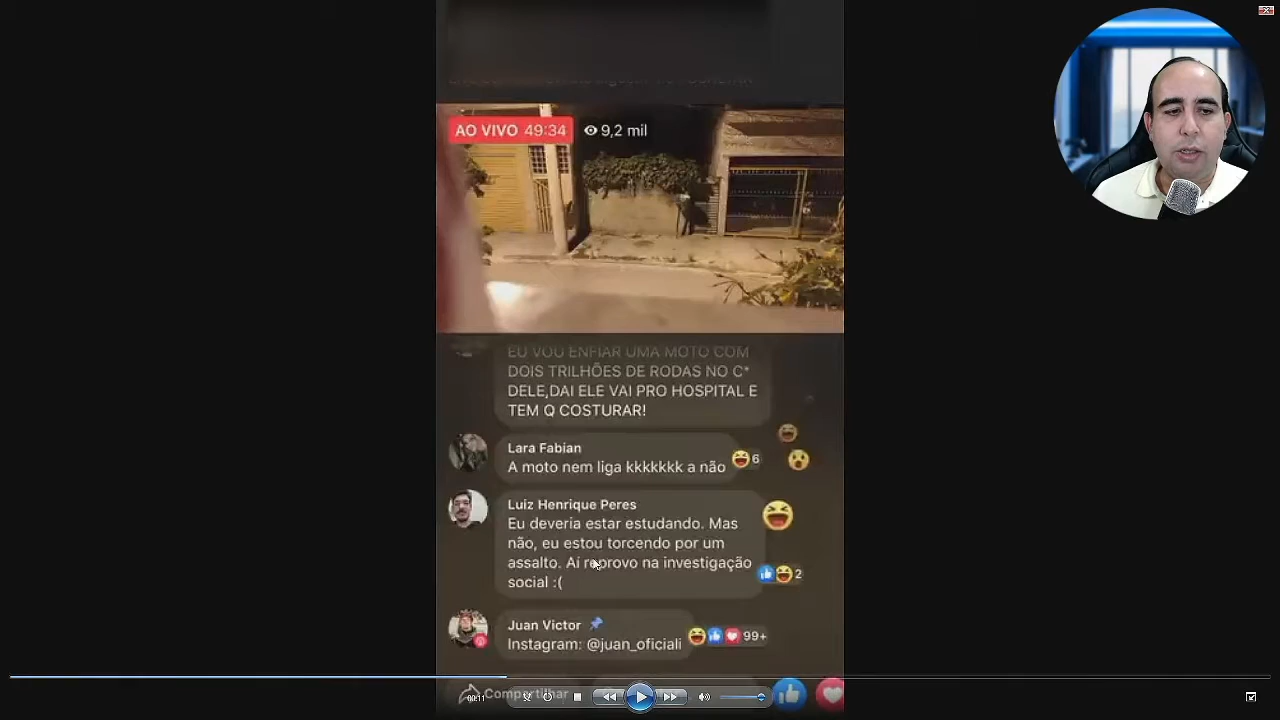 AO VIVO 49:34
9,2 mil
EU VOU ENFIAR UMA MOTO COM
DOIS TRILHÕES DE RODAS NO C*
DELE,DAI ELE VAI PRO HOSPITAL E
TEM Q COSTURAR!
Lara Fabian
A moto nem liga kkkkkkk a não
6
Luiz Henrique Peres
Eu deveria estar estudando. Mas
não, eu estou torcendo por um
assalto. Aí reprovo na investigação
social :(
2
Juan Victor
Instagram: @juan_oficiali
99+
Compartilhar
00:11